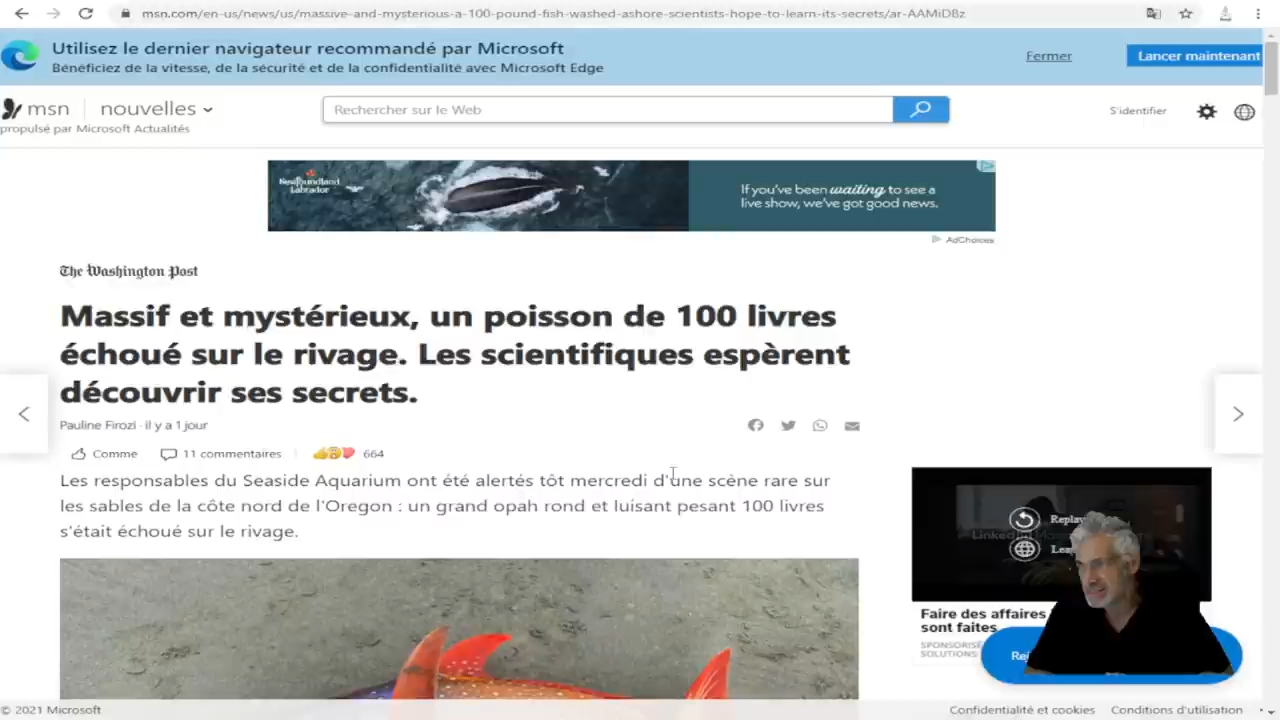 msn.com/en-us/news/us/massive-and-mysterious-a-100-pound-fish-washed-ashore-scientists-hope-to-learn-its-secrets/ar-AAMiDBz
Utilisez le dernier navigateur recommandé par Microsoft
Bénéficiez de la vitesse, de la sécurité et de la confidentialité avec Microsoft Edge
Fermer
Lancer maintenant
msn
nouvelles
propulsé par Microsoft Actualités
Rechercher sur le Web
S'identifier
Newfoundland
Labrador
If you've been waiting to see a
live show, we've got good news.
AdChoices
The Washington Post
Massif et mystérieux, un poisson de 100 livres
échoué sur le rivage. Les scientifiques espèrent
découvrir ses secrets.
Pauline Firozi · il y a 1 jour
Comme
11 commentaires
664
Les responsables du Seaside Aquarium ont été alertés tôt mercredi d'une scène rare sur
les sables de la côte nord de l'Oregon : un grand opah rond et luisant pesant 100 livres
s'était échoué sur le rivage.
Replay
Faire des affaires
sont faites
SPONSORISÉ
SOLUTIONS
© 2021 Microsoft
Confidentialité et cookies
Conditions d'utilisation